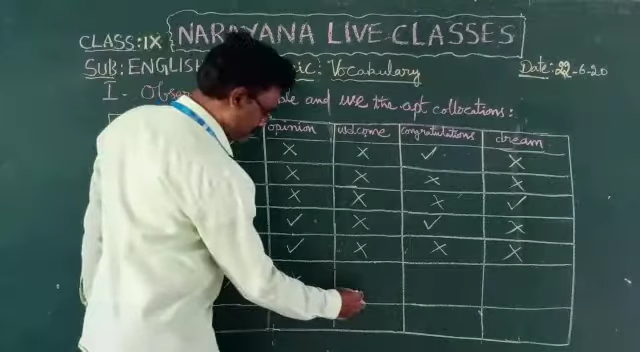 CLASS: IX NARAYANA LIVE CLASSES
SUB: ENGLISH Vocabulary Date: 22-6-20
I- and use the apt collocations:
opinion welcome congratulations dream
× × ✓ ×
× × × ×
× × × ✓
✓ × ✓ ×
✓ × × ×